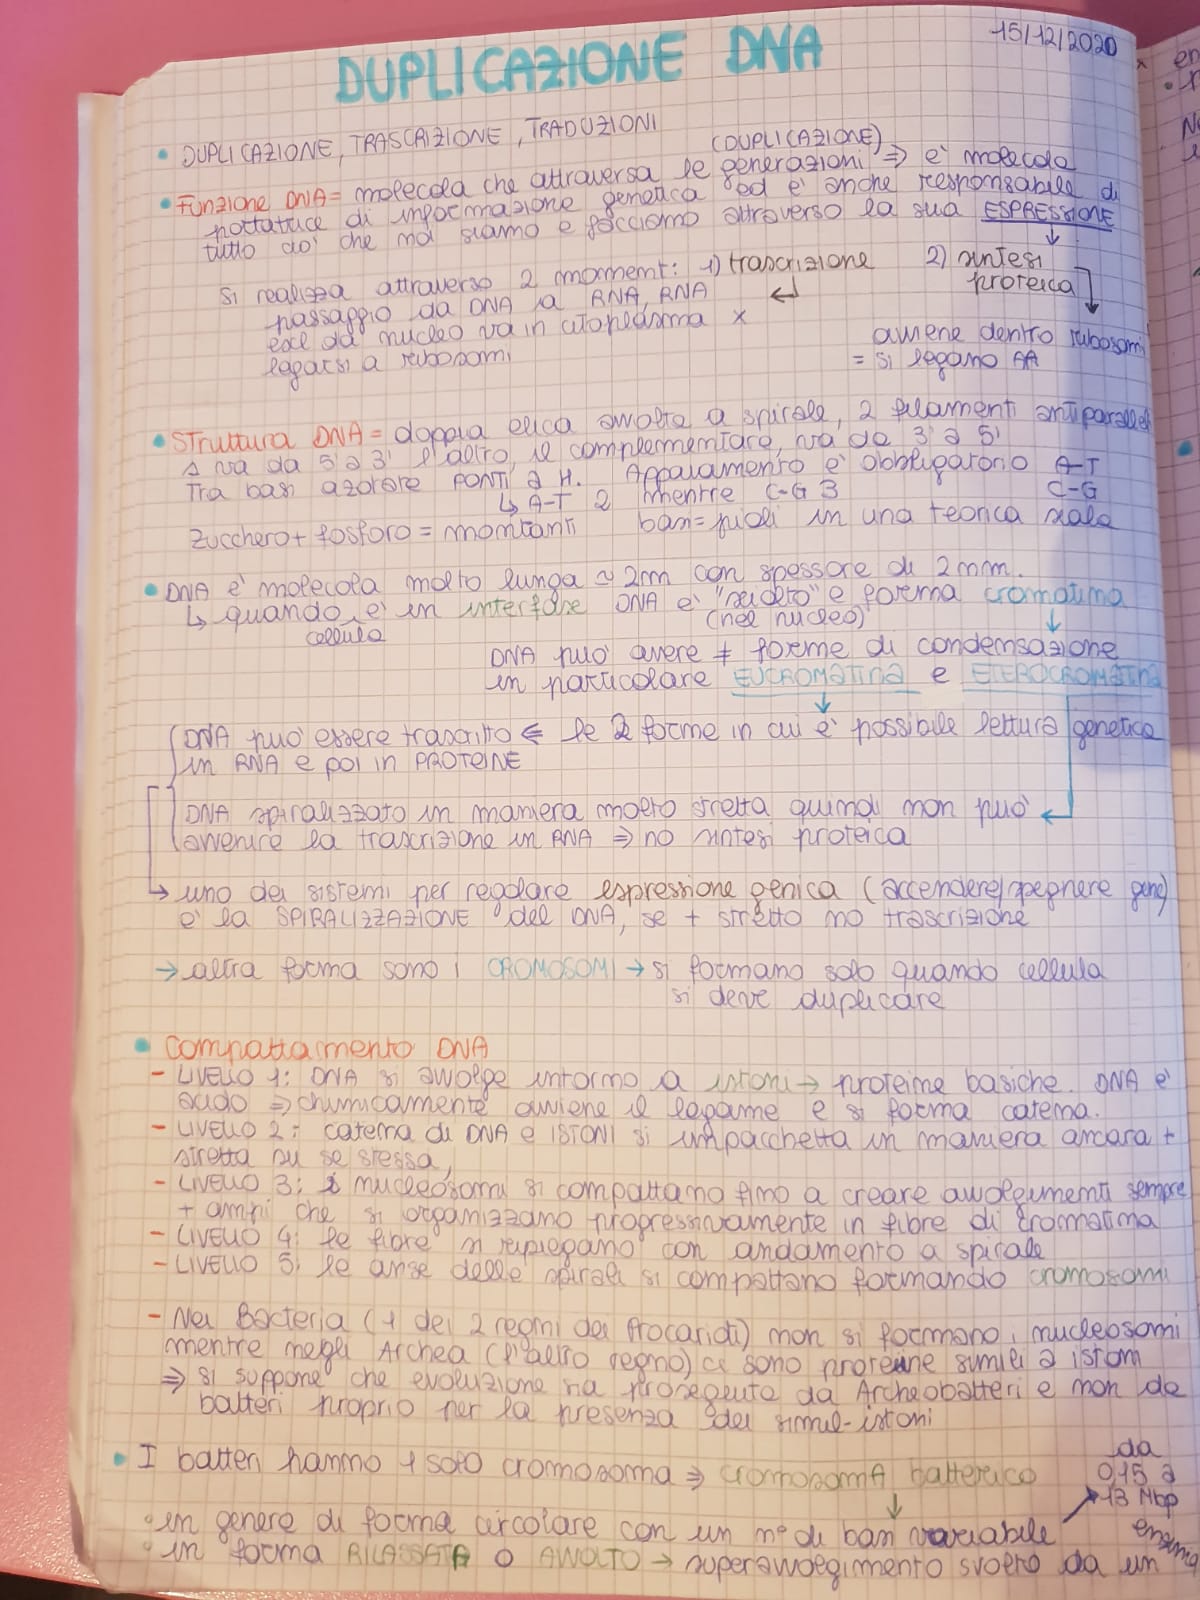 15/12/2020
DUPLICAZIONE DNA
• DUPLICAZIONE, TRASCRIZIONE, TRADUZIONI
(DUPLICAZIONE)
• Funzione DNA = molecola che attraversa le generazioni ⇒ e' molecola
portatrice di informazione genetica ed e' anche responsabile di
tutto cio' che noi siamo e facciamo attraverso la sua ESPRESSIONE
↓
Si realizza attraverso 2 momenti: 1) trascrizione 2) sintesi
proteica
passaggio da DNA la RNA, RNA
esce da nucleo va in citoplasma x
legarsi a ribosomi
avviene dentro ribosomi
= si legano AA
• Struttura DNA = doppia elica avvolta a spirale, 2 filamenti antiparalleli
1 va da 5' a 3' l'altro, il complementare, va da 3' a 5'
Tra basi azotate PONTI a H. Appaiamento e' obbligatorio A-T
↳ A-T 2 mentre C-G 3 C-G
Zucchero + fosforo = montanti basi = pioli in una teorica scala
• DNA e' molecola molto lunga ~ 2m con spessore di 2 mm.
↳ quando e' in interfase DNA e' "sciolto" e forma cromatina
cellula (nel nucleo) ↓
DNA puo' avere ≠ forme di condensazione
in particolare EUCROMATINA e ETEROCROMATINA
DNA puo' essere trascritto ⇐ le 2 forme in cui e' possibile lettura genetica
in RNA e poi in PROTEINE
DNA spiralizzato in maniera molto stretta quindi non puo' ←
avvenire la trascrizione in RNA ⇒ no sintesi proteica
→ uno dei sistemi per regolare espressione genica (accendere/spegnere gene)
e' la SPIRALIZZAZIONE del DNA, se + stretto no trascrizione
→ altra forma sono i CROMOSOMI → si formano solo quando cellula
si deve duplicare
• Compattamento DNA
- LIVELLO 1: DNA si avvolge intorno a istoni → proteine basiche. DNA e'
acido ⇒ chimicamente avviene il legame e si forma catena.
- LIVELLO 2: catena di DNA e ISTONI si impacchetta in maniera ancora +
stretta su se stessa,
- LIVELLO 3: i nucleosomi si compattano fino a creare avvolgimenti sempre
+ ampi che si organizzano progressivamente in fibre di cromatina
- LIVELLO 4: le fibre si ripiegano con andamento a spirale
- LIVELLO 5: le anse delle spirali si compattano formando cromosomi
- Nei Bacteria (1 dei 2 regni dei Procarioti) non si formano i nucleosomi
mentre negli Archea (l'altro regno) ci sono proteine simili a istoni
⇒ si suppone che evoluzione sia proseguita da Archeobatteri e non da
batteri proprio per la presenza dei simil-istoni
• I batteri hanno 1 solo cromosoma ⇒ cromosomA batterico
da
0,15 a
13 Mbp
◦ in genere di forma circolare con un n° di basi variabile
◦ in forma RILASSATA o AVVOLTO → superavvolgimento svolto da un
enzima